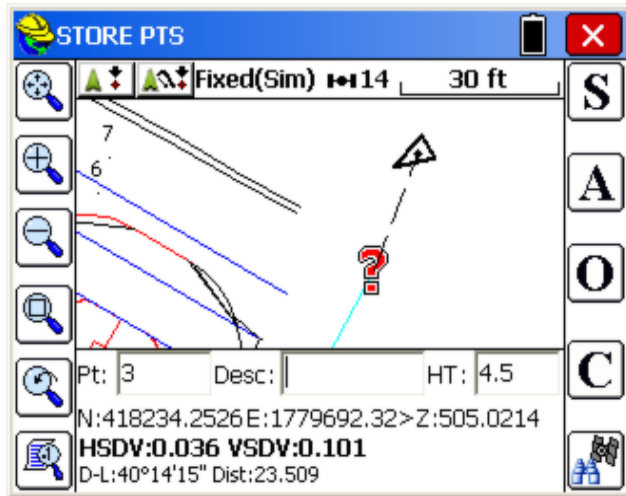 STORE PTS
Fixed(Sim) 14 30 ft
S
7
6
A
?
O
Pt: 3 Desc: HT: 4.5
C
N:418234.2526 E:1779692.32>Z:505.0214
HSDV:0.036 VSDV:0.101
D-L:40°14'15" Dist:23.509